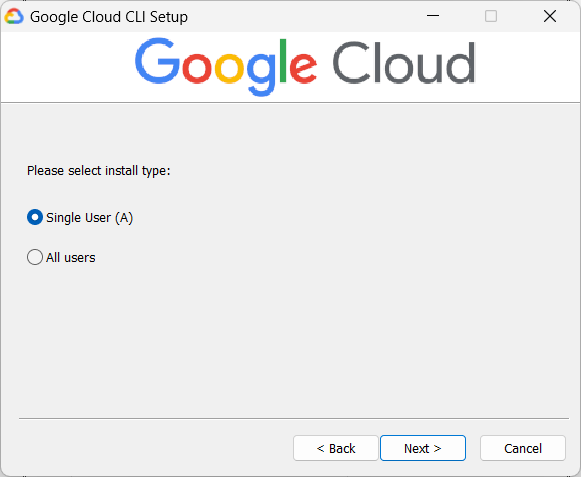 Google Cloud CLI Setup
Google Cloud
Please select install type:
Single User (A)
All users
< Back
Next >
Cancel